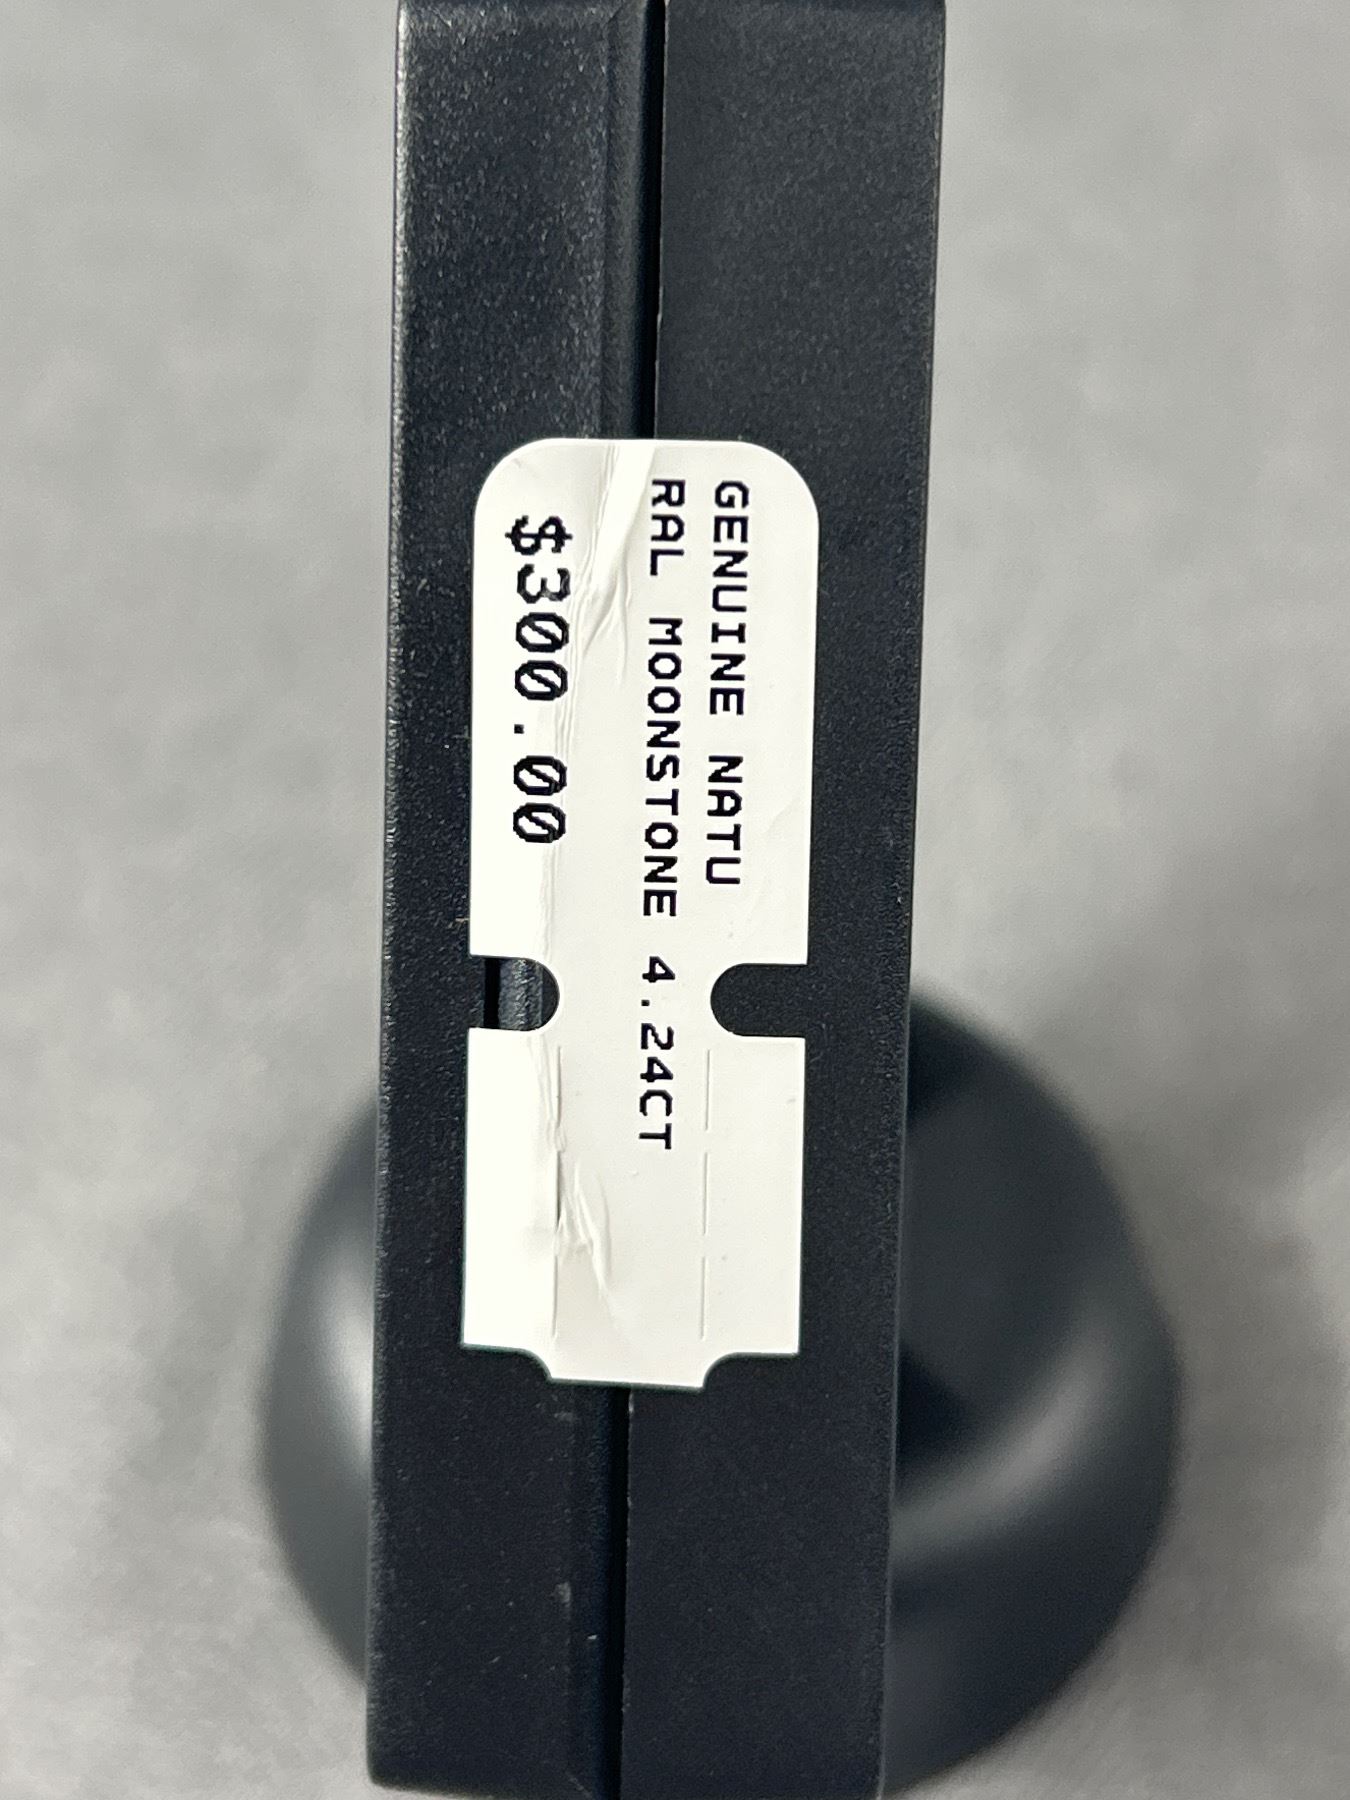 GENUINE NATU
RAL MOONSTONE 4.24CT
$300.00